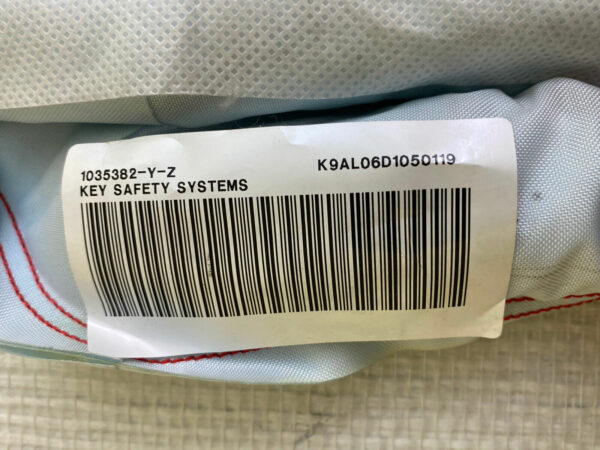 1035382-Y-Z
K9AL06D1050119
KEY SAFETY SYSTEMS